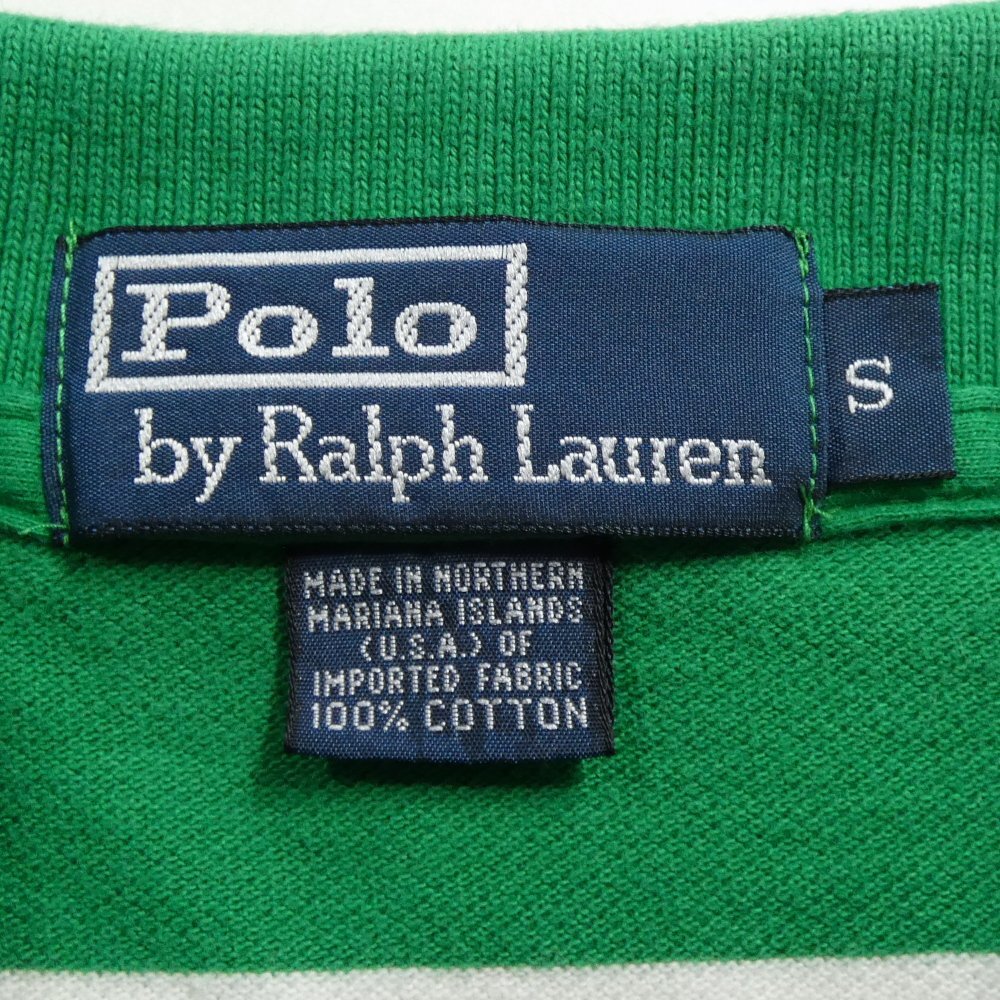 Polo
by Ralph Lauren
S
MADE IN NORTHERN
MARIANA ISLANDS
(U.S.A.) OF
IMPORTED FABRIC
100% COTTON